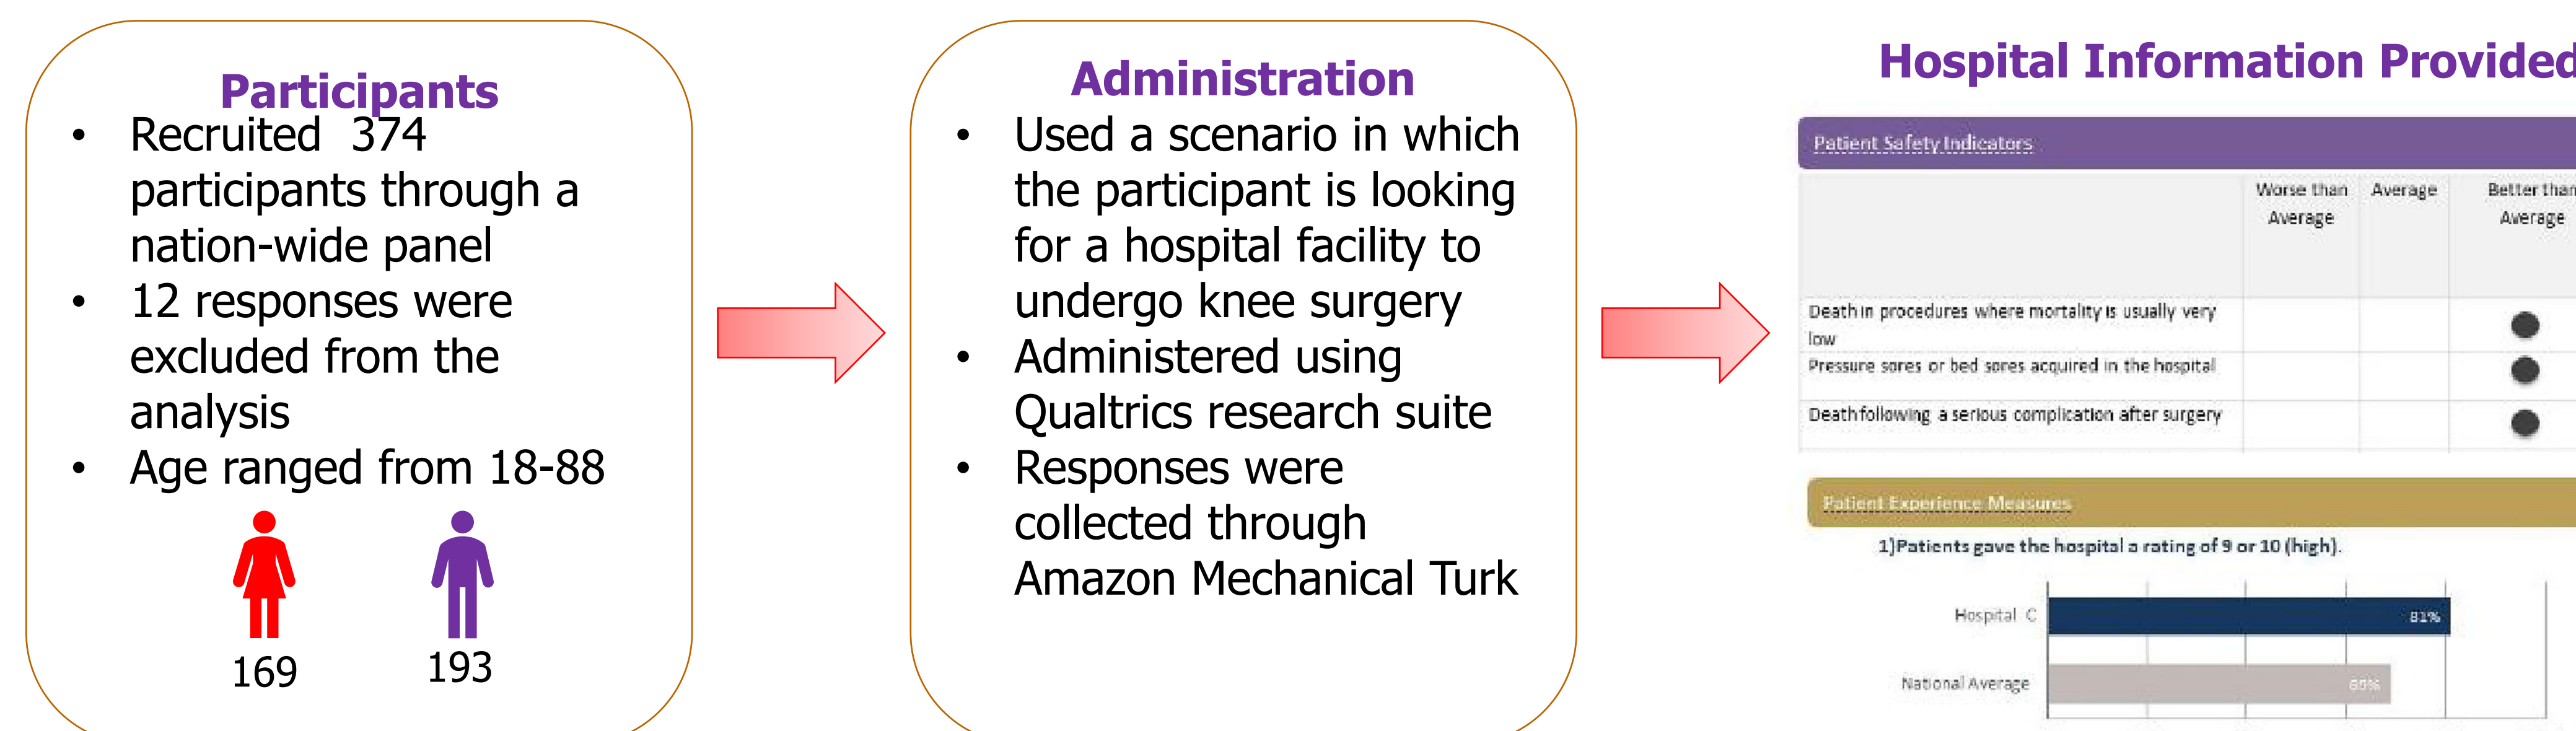 Participants
• Recruited 374
participants through a
nation-wide panel
• 12 responses were
excluded from the
analysis
• Age ranged from 18-88
169
193
Administration
• Used a scenario in which
the participant is looking
for a hospital facility to
undergo knee surgery
• Administered using
Qualtrics research suite
• Responses were
collected through
Amazon Mechanical Turk
Hospital Information Provided
Patient Safety Indicators
Worse than
Average
Average
Better than
Average
Death in procedures where mortality is usually very
low
Pressure sores or bed sores acquired in the hospital
Death following a serious complication after surgery
Patient Experience Measures
1)Patients gave the hospital a rating of 9 or 10 (high).
Hospital C
81%
National Average